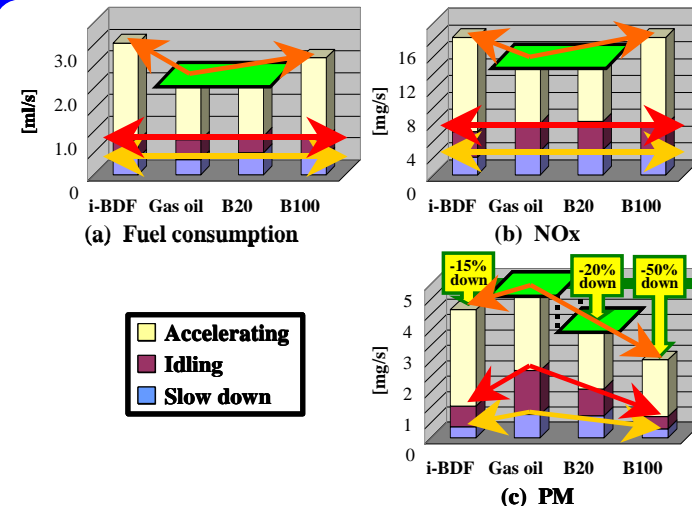 3.0
2.0
1.0
0
[ml/s]
i-BDF Gas oil B20 B100
(a) Fuel consumption
16
12
8
4
0
[mg/s]
i-BDF Gas oil B20 B100
(b) NOx
Accelerating
Idling
Slow down
-15%
down
-20%
down
-50%
down
5
4
3
2
1
0
[mg/s]
i-BDF Gas oil B20 B100
(c) PM